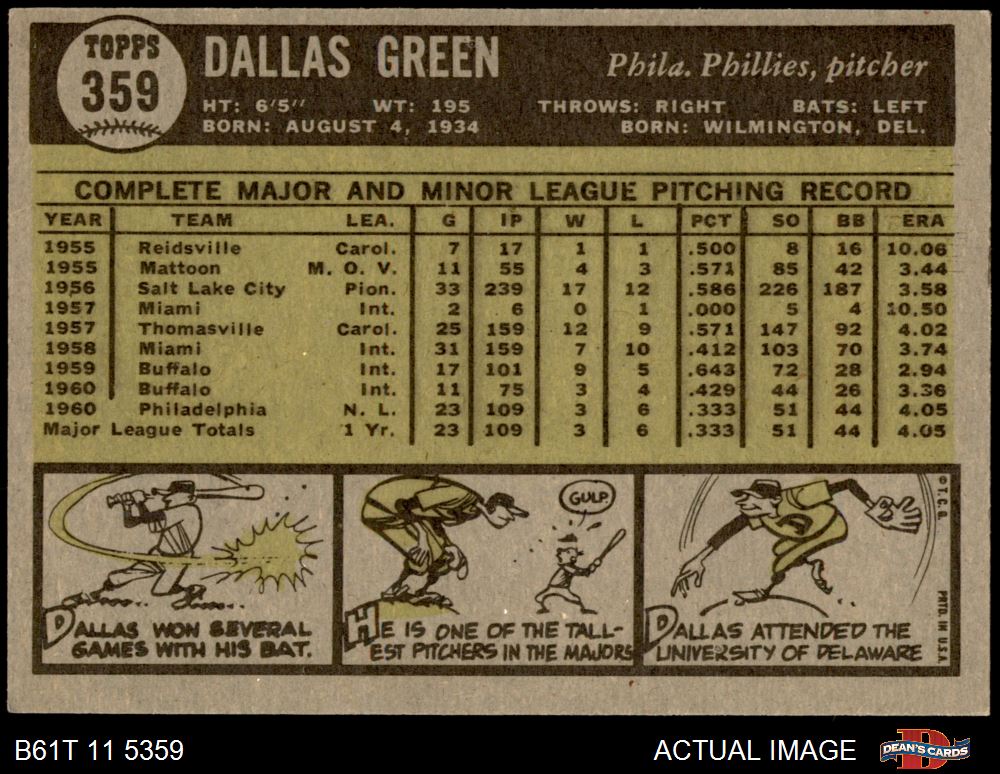 TOPPS
359
DALLAS GREEN
Phila. Phillies, pitcher
HT: 6'5" WT: 195 THROWS: RIGHT BATS: LEFT
BORN: AUGUST 4, 1934 BORN: WILMINGTON, DEL.
COMPLETE MAJOR AND MINOR LEAGUE PITCHING RECORD
YEAR TEAM LEA. G IP W L PCT SO BB ERA
1955 Reidsville Carol. 7 17 1 1 .500 8 16 10.06
1955 Mattoon M. O. V. 11 55 4 3 .571 85 42 3.44
1956 Salt Lake City Pion. 33 239 17 12 .586 226 187 3.58
1957 Miami Int. 2 6 0 1 .000 5 4 10.50
1957 Thomasville Carol. 25 159 12 9 .571 147 92 4.02
1958 Miami Int. 31 159 7 10 .412 103 70 3.74
1959 Buffalo Int. 17 101 9 5 .643 72 28 2.94
1960 Buffalo Int. 11 75 3 4 .429 44 26 3.36
1960 Philadelphia N. L. 23 109 3 6 .333 51 44 4.05
Major League Totals 1 Yr. 23 109 3 6 .333 51 44 4.05
DALLAS WON SEVERAL
GAMES WITH HIS BAT.
GULP.
HE IS ONE OF THE TALL-
EST PITCHERS IN THE MAJORS
DALLAS ATTENDED THE
UNIVERSITY OF DELAWARE
© T.C.G.
PRTD. IN U.S.A.
B61T 11 5359
ACTUAL IMAGE
DEAN'S CARDS